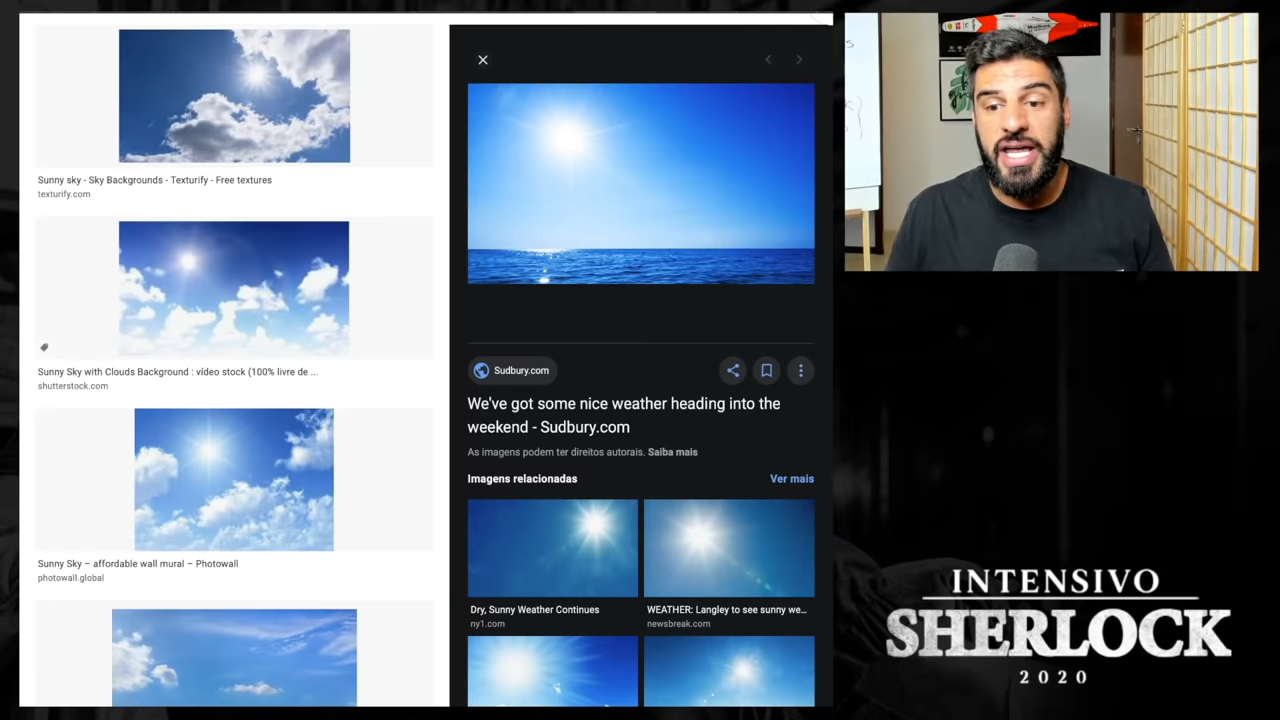 Sunny sky - Sky Backgrounds - Texturify - Free textures
texturify.com
Sunny Sky with Clouds Background : vídeo stock (100% livre de ...
shutterstock.com
Sunny Sky – affordable wall mural – Photowall
photowall.global
Sudbury.com
We've got some nice weather heading into the
weekend - Sudbury.com
As imagens podem ter direitos autorais. Saiba mais
Imagens relacionadas
Ver mais
Dry, Sunny Weather Continues
ny1.com
WEATHER: Langley to see sunny we...
newsbreak.com
INTENSIVO
SHERLOCK
2020